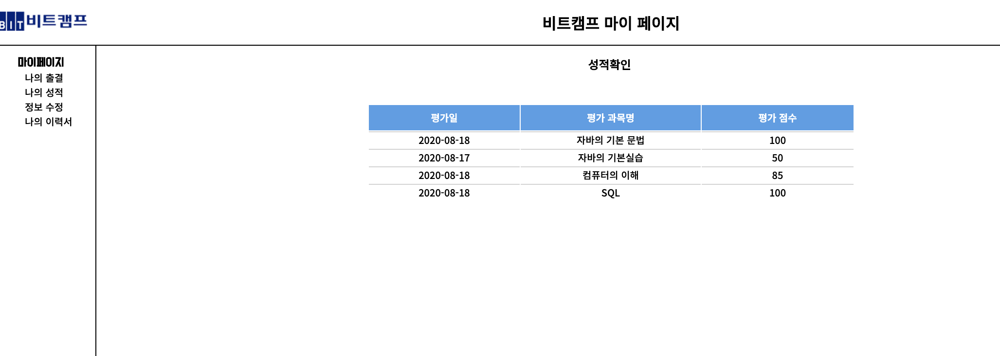 BIT비트캠프
비트캠프 마이 페이지
마이페이지
나의 출결
나의 성적
정보 수정
나의 이력서
성적확인
평가일 평가 과목명 평가 점수
2020-08-18 자바의 기본 문법 100
2020-08-17 자바의 기본실습 50
2020-08-18 컴퓨터의 이해 85
2020-08-18 SQL 100